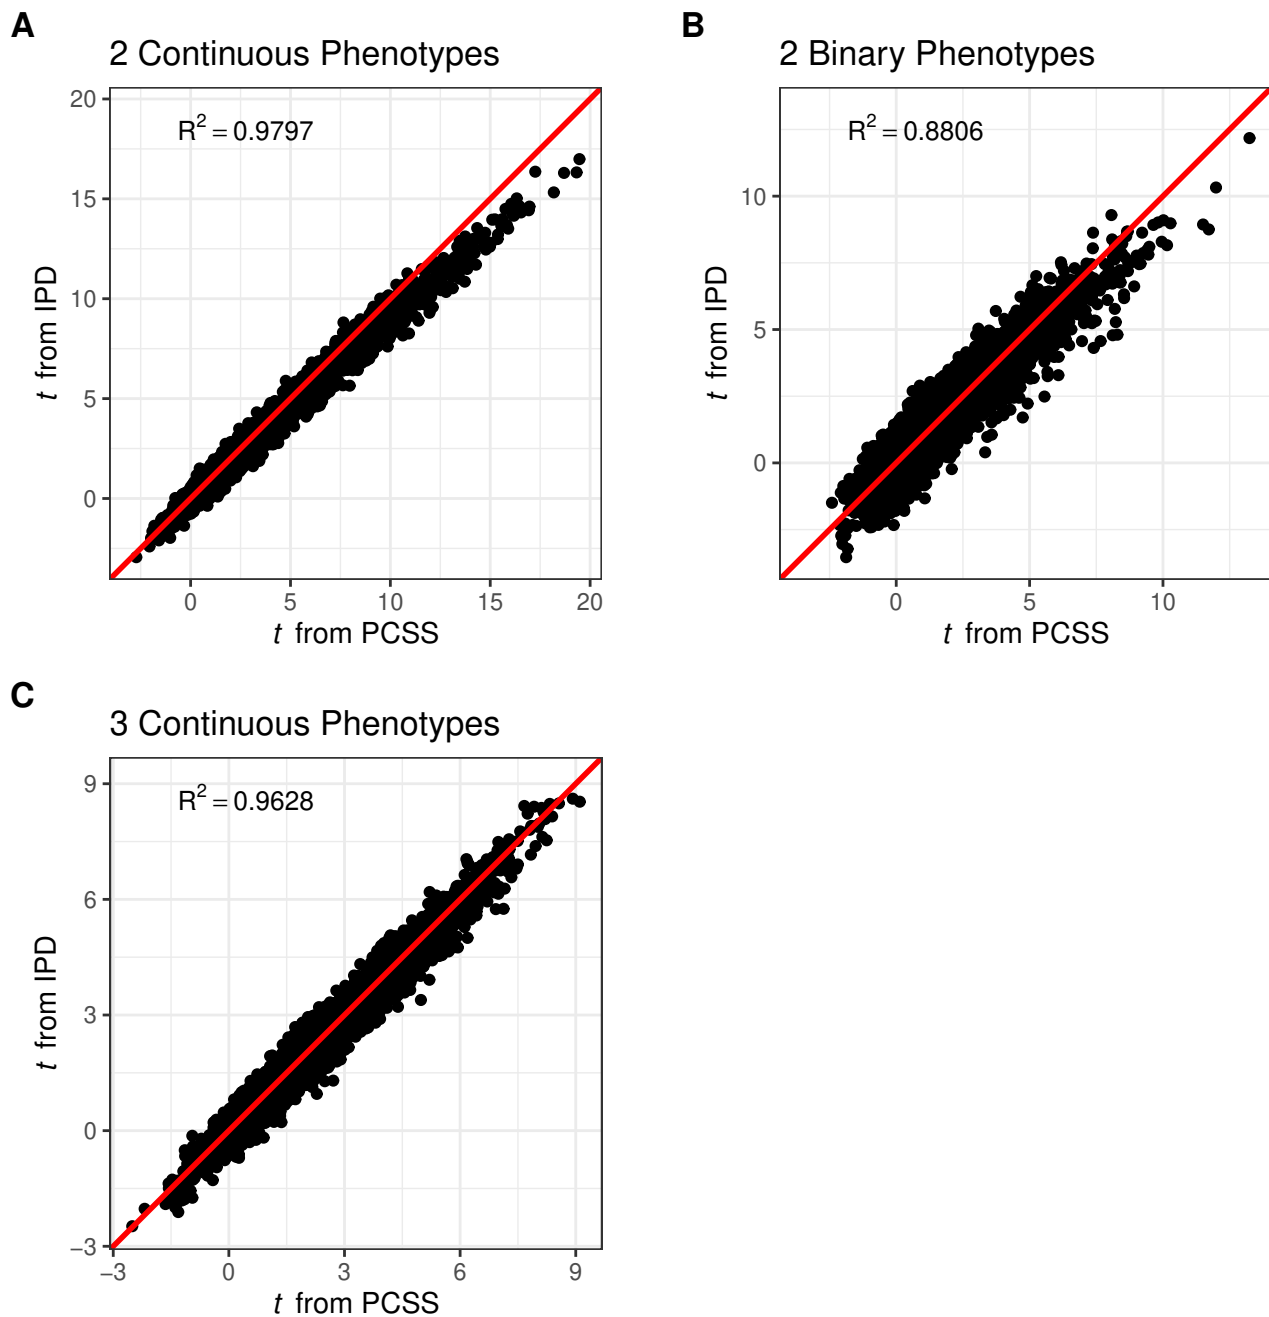 A
2 Continuous Phenotypes
R² = 0.9797
20
15
10
5
0
t from IPD
0 5 10 15 20
t from PCSS
B
2 Binary Phenotypes
R² = 0.8806
10
5
0
t from IPD
0 5 10
t from PCSS
C
3 Continuous Phenotypes
R² = 0.9628
9
6
3
0
−3
t from IPD
−3 0 3 6 9
t from PCSS